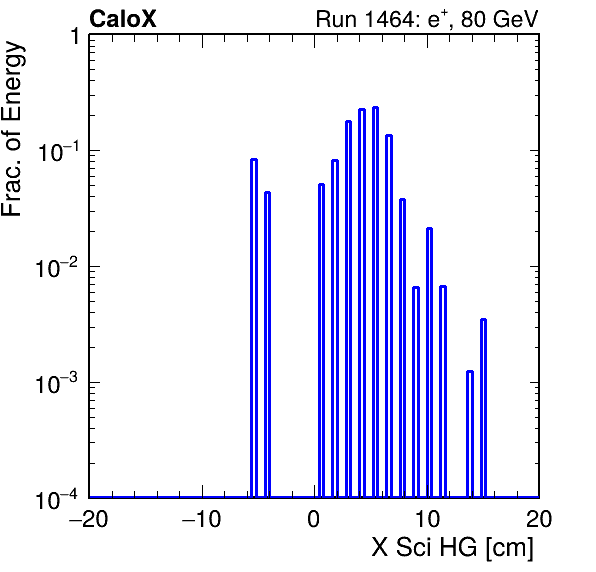 CaloX Run 1464: e⁺, 80 GeV
Frac. of Energy
1
10⁻¹
10⁻²
10⁻³
10⁻⁴
−20 −10 0 10 20
X Sci HG [cm]